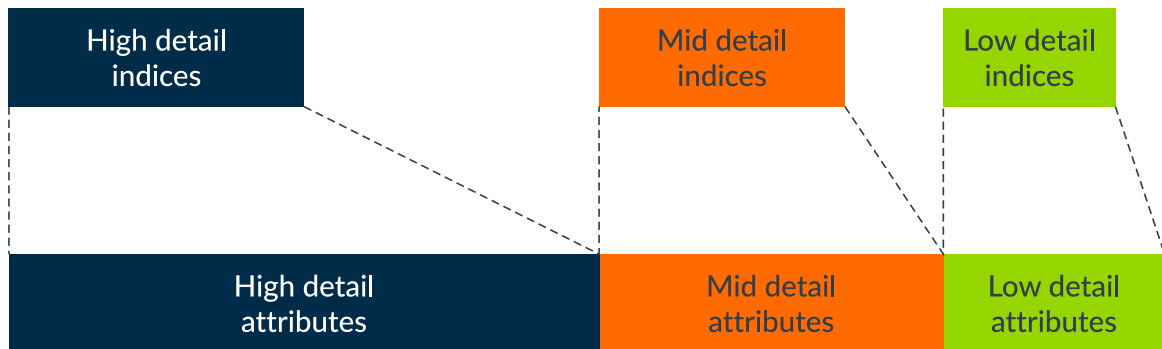 High detail
indices
Mid detail
indices
Low detail
indices
High detail
attributes
Mid detail
attributes
Low detail
attributes